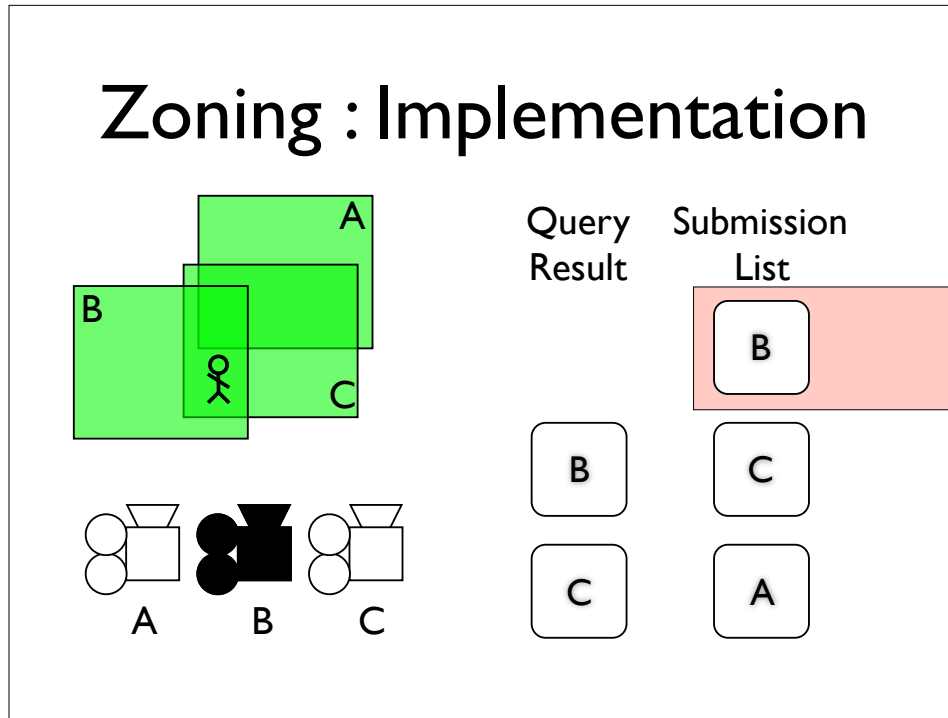 Zoning : Implementation
A
B
C
A
B
C
Query
Result
Submission
List
B
B
C
C
A